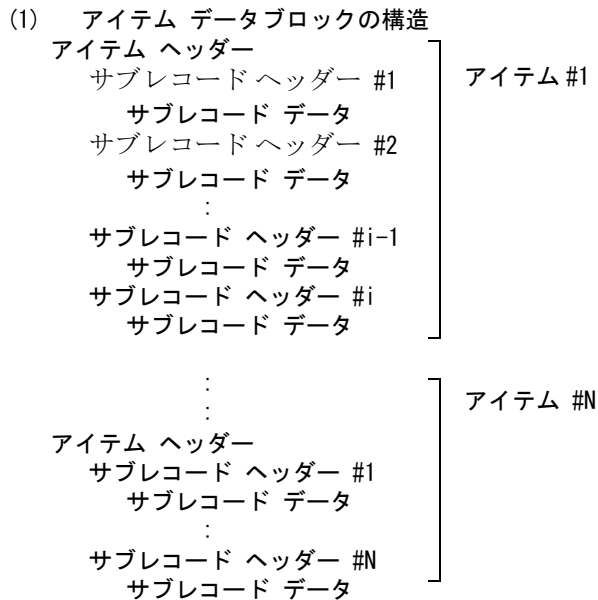 (1) アイテム データブロックの構造
アイテム ヘッダー
サブレコード ヘッダー #1 アイテム#1
サブレコード データ
サブレコード ヘッダー #2
サブレコード データ
:
サブレコード ヘッダー #i-1
サブレコード データ
サブレコード ヘッダー #i
サブレコード データ
:
: アイテム #N
アイテム ヘッダー
サブレコード ヘッダー #1
サブレコード データ
:
サブレコード ヘッダー #N
サブレコード データ